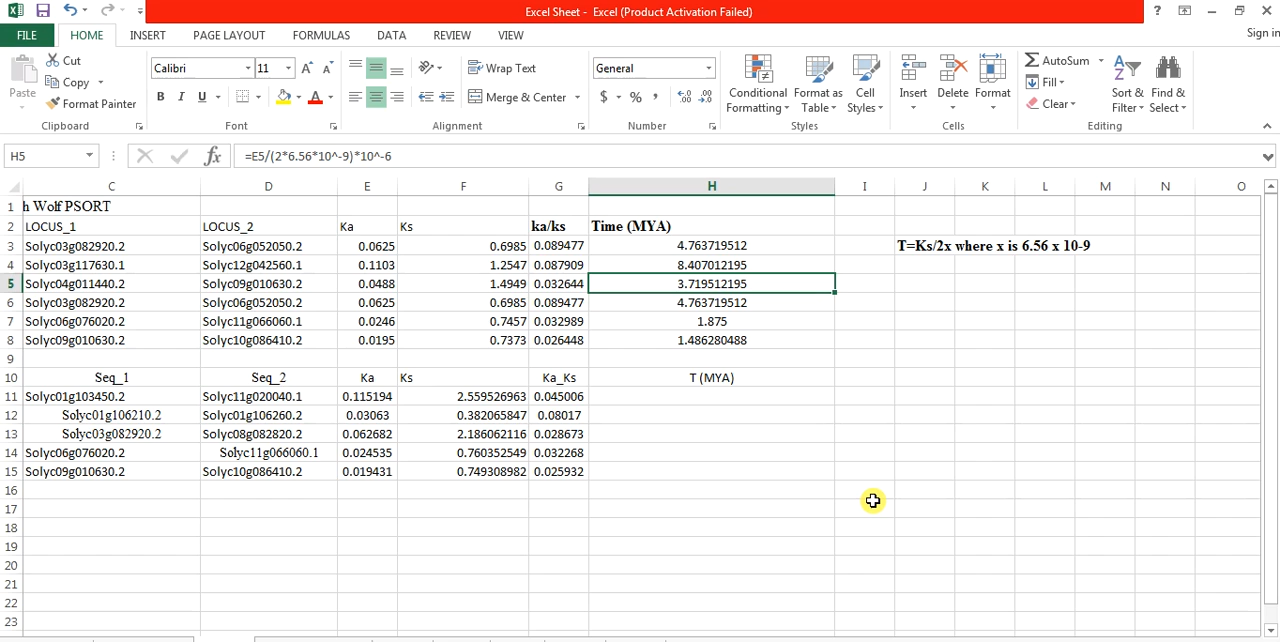 Excel Sheet - Excel (Product Activation Failed)
FILE HOME INSERT PAGE LAYOUT FORMULAS DATA REVIEW VIEW Sign in
Paste
Cut
Copy
Format Painter
Clipboard
Calibri 11
B I U
Font
Wrap Text
Merge & Center
Alignment
General
$ % ,
Number
Conditional Formatting
Format as Table
Cell Styles
Styles
Insert Delete Format
Cells
AutoSum
Fill
Clear
Sort & Filter
Find & Select
Editing
H5 fx =E5/(2*6.56*10^-9)*10^-6
C D E F G H I J K L M N O
1 h Wolf PSORT
2 LOCUS_1 LOCUS_2 Ka Ks ka/ks Time (MYA)
3 Solyc03g082920.2 Solyc06g052050.2 0.0625 0.6985 0.089477 4.763719512 T=Ks/2x where x is 6.56 x 10-9
4 Solyc03g117630.1 Solyc12g042560.1 0.1103 1.2547 0.087909 8.407012195
5 Solyc04g011440.2 Solyc09g010630.2 0.0488 1.4949 0.032644 3.719512195
6 Solyc03g082920.2 Solyc06g052050.2 0.0625 0.6985 0.089477 4.763719512
7 Solyc06g076020.2 Solyc11g066060.1 0.0246 0.7457 0.032989 1.875
8 Solyc09g010630.2 Solyc10g086410.2 0.0195 0.7373 0.026448 1.486280488
9
10 Seq_1 Seq_2 Ka Ks Ka_Ks T (MYA)
11 Solyc01g103450.2 Solyc11g020040.1 0.115194 2.559526963 0.045006
12 Solyc01g106210.2 Solyc01g106260.2 0.03063 0.382065847 0.08017
13 Solyc03g082920.2 Solyc08g082820.2 0.062682 2.186062116 0.028673
14 Solyc06g076020.2 Solyc11g066060.1 0.024535 0.760352549 0.032268
15 Solyc09g010630.2 Solyc10g086410.2 0.019431 0.749308982 0.025932
16
17
18
19
20
21
22
23